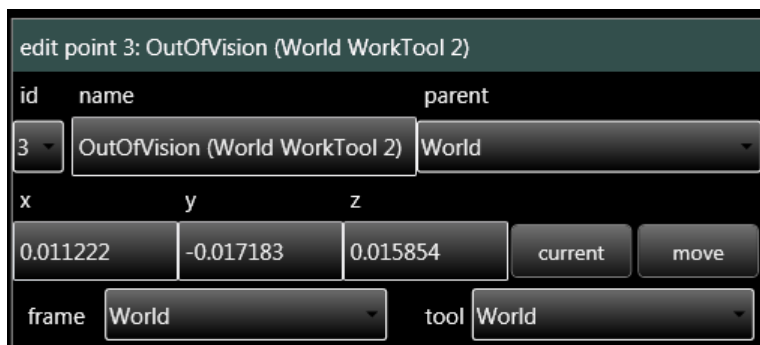 edit point 3: OutOfVision (World WorkTool 2)
id name parent
3 OutOfVision (World WorkTool 2) World
x y z
0.011222 -0.017183 0.015854 current move
frame World tool World